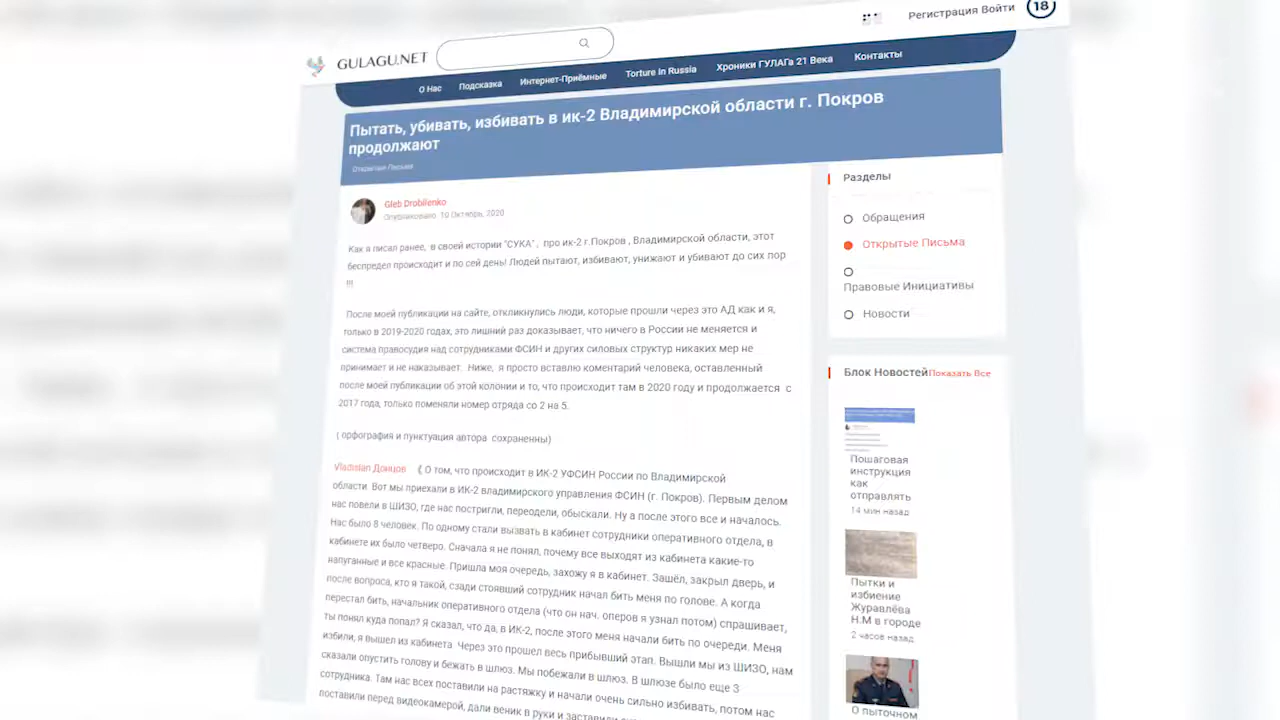 Регистрация Войти
18
GULAGU.NET
О Нас Подсказка Интернет-Приёмные Torture in Russia Хроники ГУЛАГа 21 Века Контакты
Пытать, убивать, избивать в ик-2 Владимирской области г. Покров
продолжают
Открытые Письма
Gleb Drobilenko
Опубликовано 19 Октябрь, 2020
Как я писал ранее, в своей истории "СУКА" , про ик-2 г.Покров , Владимирской области, этот
беспредел происходит и по сей день! Людей пытают, избивают, унижают и убивают до сих пор
!!!
После моей публикации на сайте, откликнулись люди, которые прошли через это АД как и я,
только в 2019-2020 годах, это лишний раз доказывает, что ничего в России не меняется и
система правосудия над сотрудниками ФСИН и других силовых структур никаких мер не
принимает и не наказывает. Ниже, я просто вложил коментарий человека, оставленный
после моей публикации об этой колонии и то, что происходит там в 2020 году и продолжается с
2017 года, только поменяли номер отряда со 2 на 5.
( орфография и пунктуация автора сохраненны)
Vladislan Донцов 《 О том, что происходит в ИК-2 УФСИН России по Владимирской
области. Вот мы приехали в ИК-2 владимирского управления ФСИН (г. Покров). Первым делом
нас повели в ШИЗО, где нас постригли, переодели, обыскали. Ну а после этого все и началось.
Нас было 8 человек. По одному стали вызвать в кабинет сотрудники оперативного отдела, в
кабинете их было четверо. Сначала я не понял, почему все выходят из кабинета какие-то
напуганные и все красные. Пришла моя очередь, захожу я в кабинет. Зашёл, закрыл дверь, и
после вопроса, кто я такой, сзади стоявший сотрудник начал бить меня по голове. А когда
перестал бить, начальник оперативного отдела (что он нач. оперов я узнал потом) спрашивает,
ты понял куда попал? Я сказал, что да, в ИК-2, после этого меня начали бить по очереди. Меня
избили, я вышел из кабинета. Через это прошел весь прибывший этап. Вышли мы из ШИЗО, нам
сказали опустить голову и бежать в шлюз. Мы побежали в шлюз. В шлюзе было еще 3
сотрудника. Там нас всех поставили на растяжку и начали очень сильно избивать, потом нас
поставили перед видеокамерой, дали веник в руки и заставили
Разделы
Обращения
Открытые Письма
Правовые Инициативы
Новости
Блок Новостей Показать Все
Пошаговая
инструкция
как
отправлять
14 мин назад
Пытки и
избиение
Журавлёва
Н.М в городе
2 часов назад
О пыточном